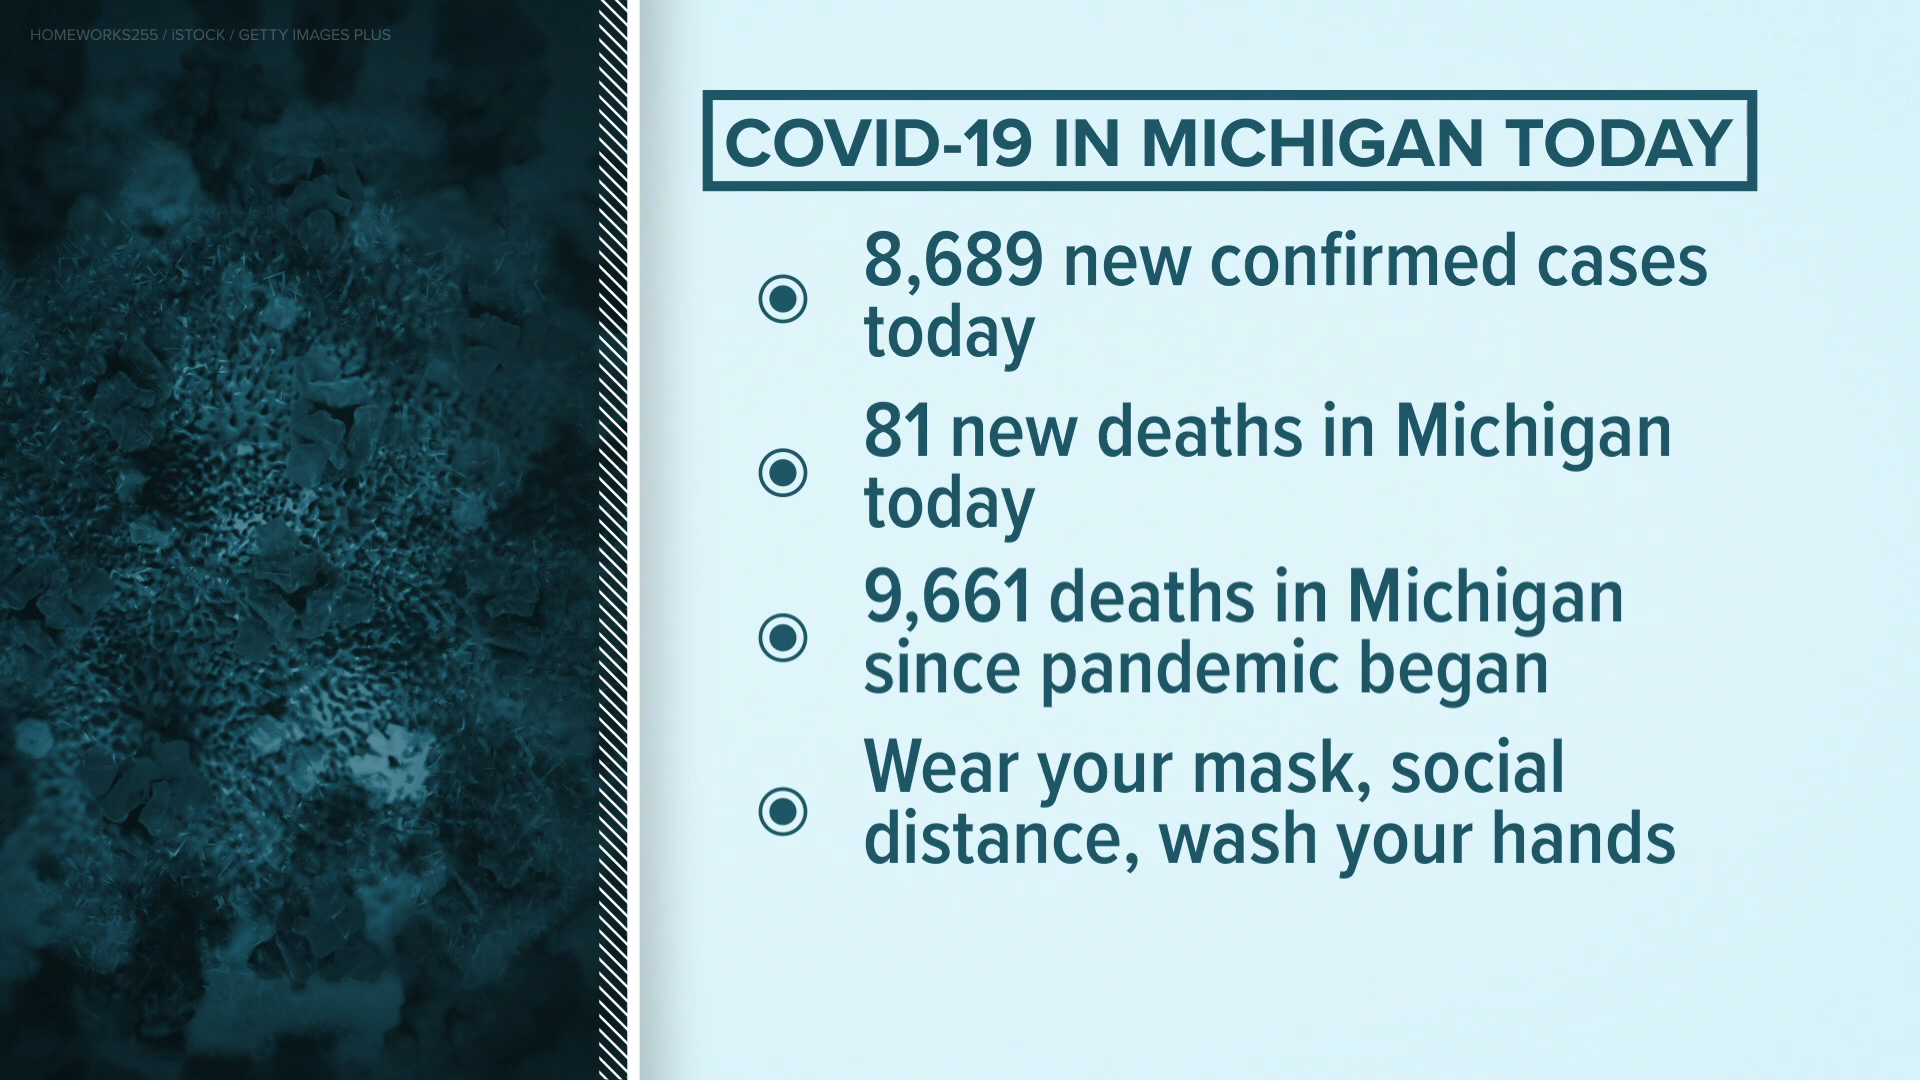 HOMEWORKS255 / iSTOCK / GETTY IMAGES PLUS
COVID-19 IN MICHIGAN TODAY
8,689 new confirmed cases
today
81 new deaths in Michigan
today
9,661 deaths in Michigan
since pandemic began
Wear your mask, social
distance, wash your hands